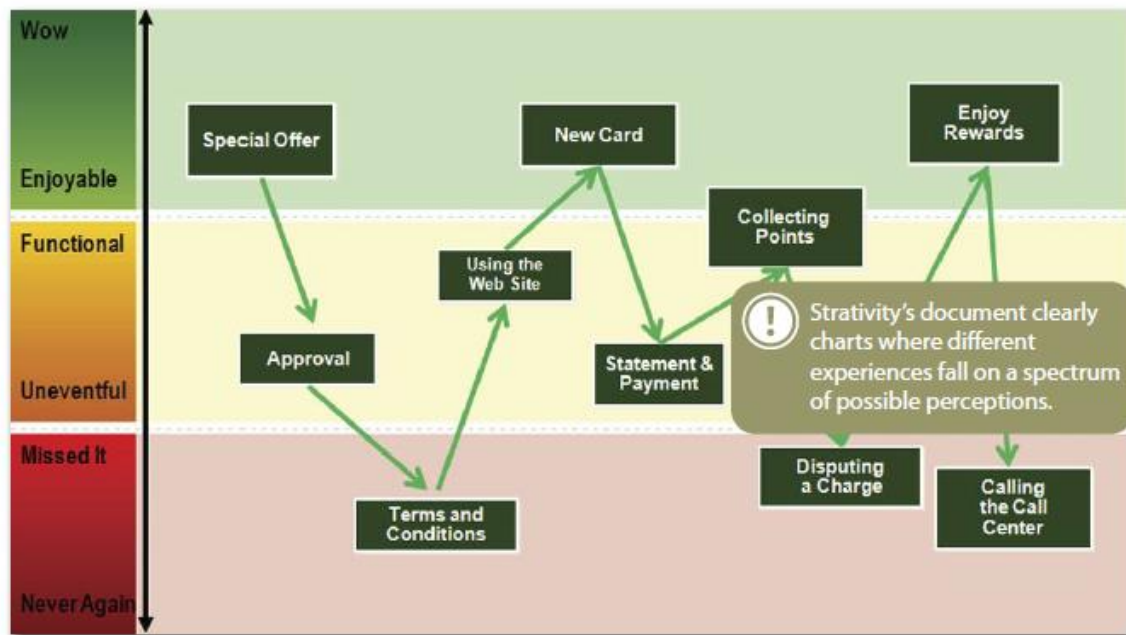 Wow
Enjoyable
Functional
Uneventful
Missed It
Never Again
Special Offer
Approval
Terms and
Conditions
Using the
Web Site
New Card
Statement &
Payment
Collecting
Points
Disputing
a Charge
Enjoy
Rewards
Calling
the Call
Center
!
Strativity's document clearly
charts where different
experiences fall on a spectrum
of possible perceptions.